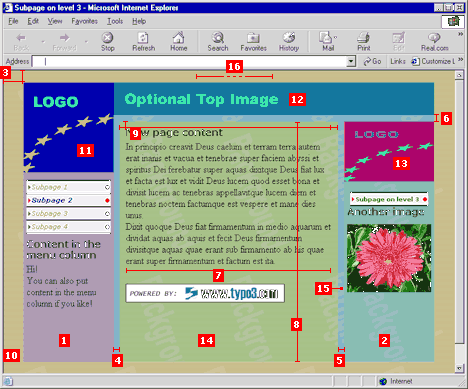 Subpage on level 3 - Microsoft Internet Explorer
File Edit View Favorites Tools Help
Back Forward Stop Refresh Home Search Favorites History Mail Print Edit Real.com
Address Go Links Customize L
3
16
LOGO
Optional Top Image 12
6
11
9
New page content
LOGO
13
In principio creavit Deus caelum et terram terra autem
erat inanis et vacua et tenebrae super faciem abyssi et
spiritus Dei ferebatur super aquas dixitque Deus fiat lux
et facta est lux et vidit Deus lucem quod esset bona et
divisit lucem ac tenebras appellavitque lucem diem et
tenebras noctem factumque est vespere et mane dies
unus.
Dixit quoque Deus fiat firmamentum in medio aquarum et
dividat aquas ab aquis et fecit Deus firmamentum
divisitque aquas quae erant sub firmamento ab his quae
erant super firmamentum et factum est ita.
Subpage 1
Subpage 2
Subpage 3
Subpage 4
Content in the
menu column
Hi!
You can also put
content in the menu
column if you like!
Subpage on level 3
Another image
7
15
POWERED BY: www.typo3.com
8
1
14
2
10
4
5
Internet